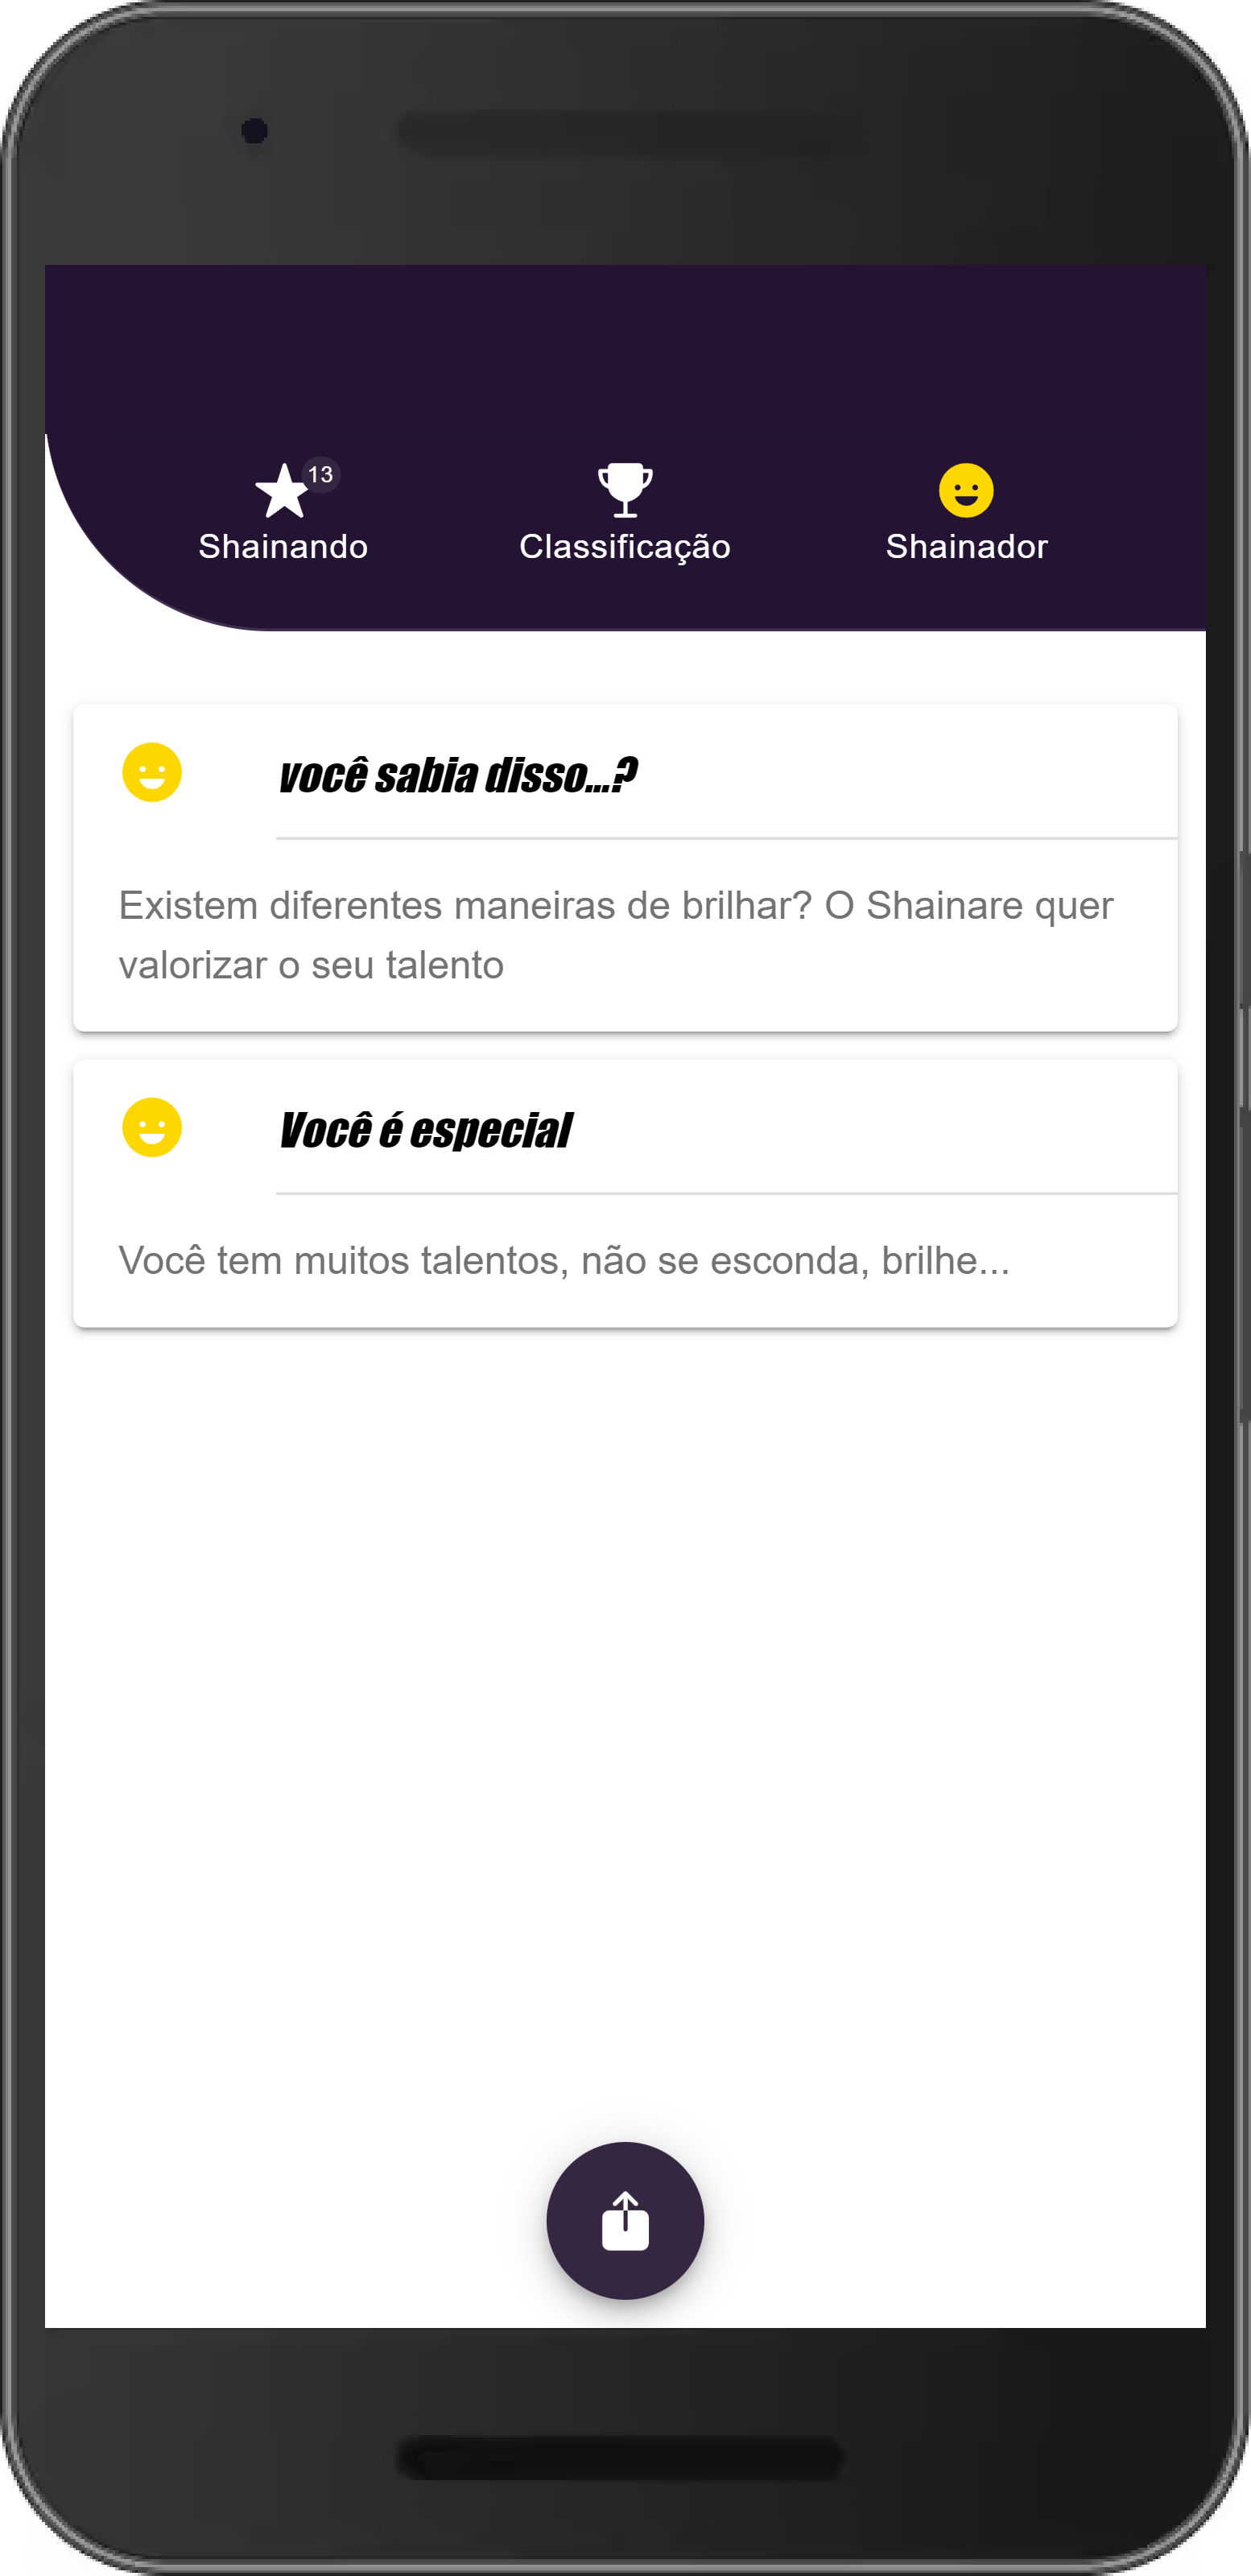 13
Shainando
Classificação
Shainador
você sabia disso...?
Existem diferentes maneiras de brilhar? O Shainare quer
valorizar o seu talento
Você é especial
Você tem muitos talentos, não se esconda, brilhe...